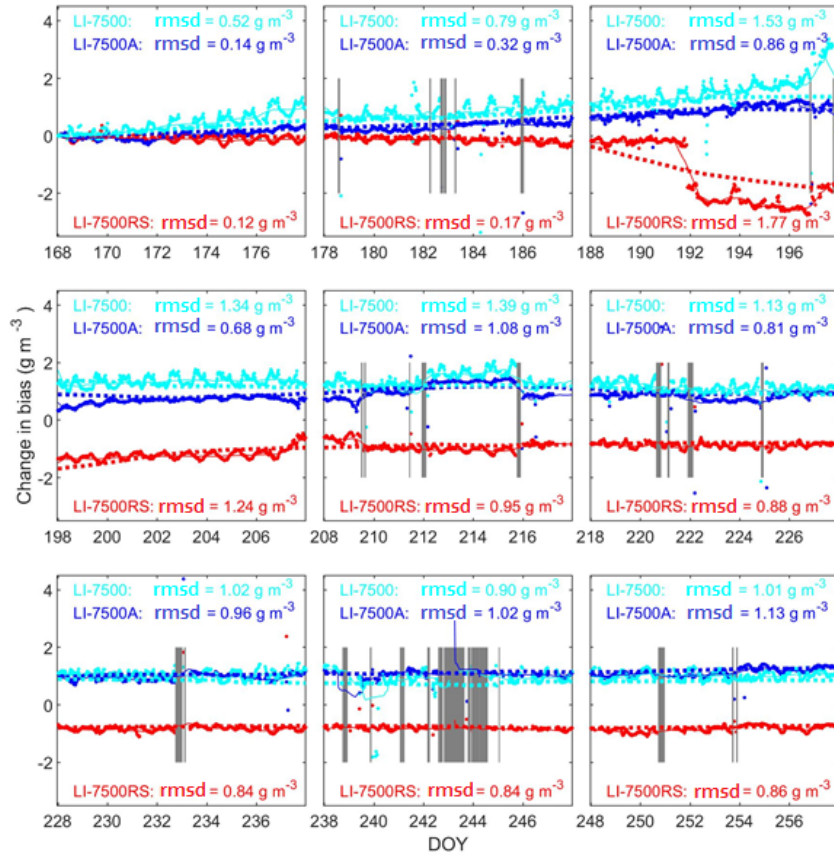 4
LI-7500: rmsd = 0.52 g m⁻³
LI-7500A: rmsd = 0.14 g m⁻³
2
0
-2
LI-7500RS: rmsd = 0.12 g m⁻³
168 170 172 174 176
LI-7500: rmsd = 0.79 g m⁻³
LI-7500A: rmsd = 0.32 g m⁻³
LI-7500RS: rmsd = 0.17 g m⁻³
178 180 182 184 186
LI-7500: rmsd = 1.53 g m⁻³
LI-7500A: rmsd = 0.86 g m⁻³
LI-7500RS: rmsd = 1.77 g m⁻³
188 190 192 194 196
Change in bias (g m⁻³)
4
LI-7500: rmsd = 1.34 g m⁻³
LI-7500A: rmsd = 0.68 g m⁻³
2
0
-2
LI-7500RS: rmsd = 1.24 g m⁻³
198 200 202 204 206
LI-7500: rmsd = 1.39 g m⁻³
LI-7500A: rmsd = 1.08 g m⁻³
LI-7500RS: rmsd = 0.95 g m⁻³
208 210 212 214 216
LI-7500: rmsd = 1.13 g m⁻³
LI-7500A: rmsd = 0.81 g m⁻³
LI-7500RS: rmsd = 0.88 g m⁻³
218 220 222 224 226
4
LI-7500: rmsd = 1.02 g m⁻³
LI-7500A: rmsd = 0.96 g m⁻³
2
0
-2
LI-7500RS: rmsd = 0.84 g m⁻³
228 230 232 234 236
LI-7500: rmsd = 0.90 g m⁻³
LI-7500A: rmsd = 1.02 g m⁻³
LI-7500RS: rmsd = 0.84 g m⁻³
238 240 242 244 246
LI-7500: rmsd = 1.01 g m⁻³
LI-7500A: rmsd = 1.13 g m⁻³
LI-7500RS: rmsd = 0.86 g m⁻³
248 250 252 254 256
DOY